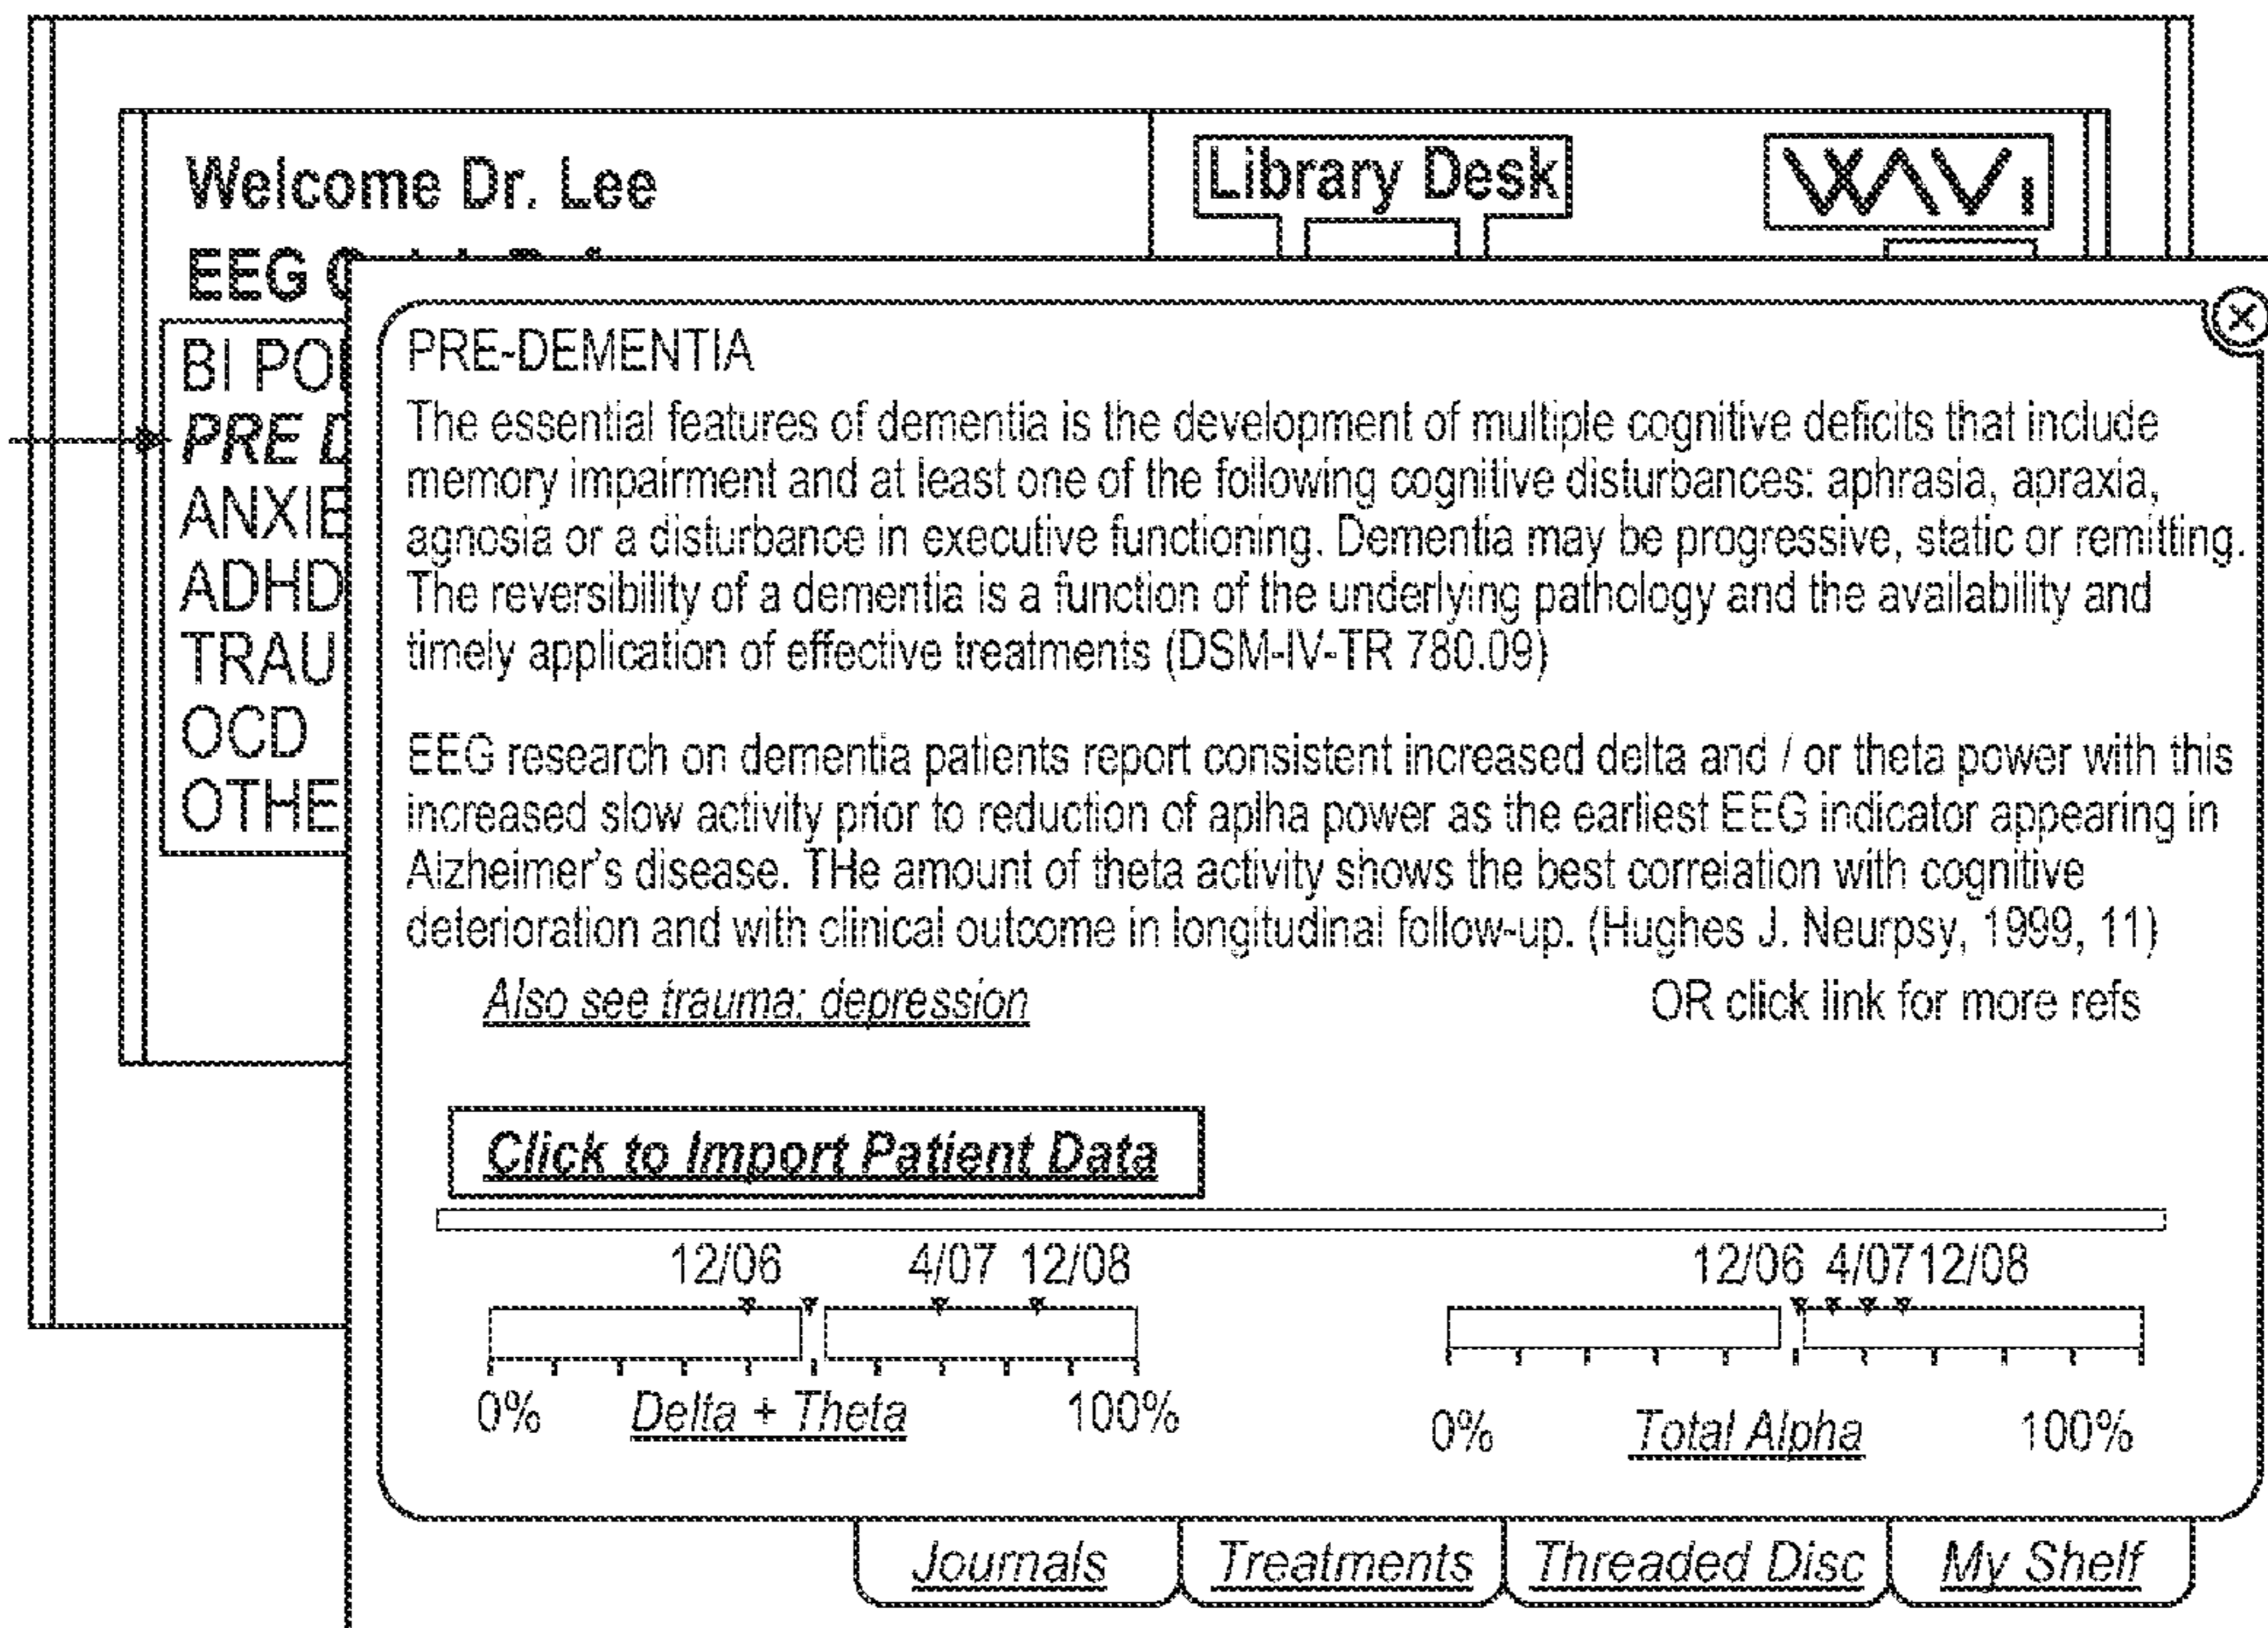 Welcome Dr. Lee
Library Desk
WAVi
EEG
BI PO
PRE D
ANXIE
ADHD
TRAU
OCD
OTHE
PRE-DEMENTIA
The essential features of dementia is the development of multiple cognitive deficits that include
memory impairment and at least one of the following cognitive disturbances: aphrasia, apraxia,
agnosia or a disturbance in executive functioning. Dementia may be progressive, static or remitting.
The reversibility of a dementia is a function of the underlying pathology and the availability and
timely application of effective treatments (DSM-IV-TR 780.09)
EEG research on dementia patients report consistent increased delta and / or theta power with this
increased slow activity prior to reduction of aplha power as the earliest EEG indicator appearing in
Alzheimer's disease. THe amount of theta activity shows the best correlation with cognitive
deterioration and with clinical outcome in longitudinal follow-up. (Hughes J. Neurpsy, 1999, 11)
Also see trauma: depression
OR click link for more refs
Click to Import Patient Data
12/06 4/07 12/08
12/06 4/07 12/08
0% Delta + Theta 100%
0% Total Alpha 100%
Journals
Treatments
Threaded Disc
My Shelf